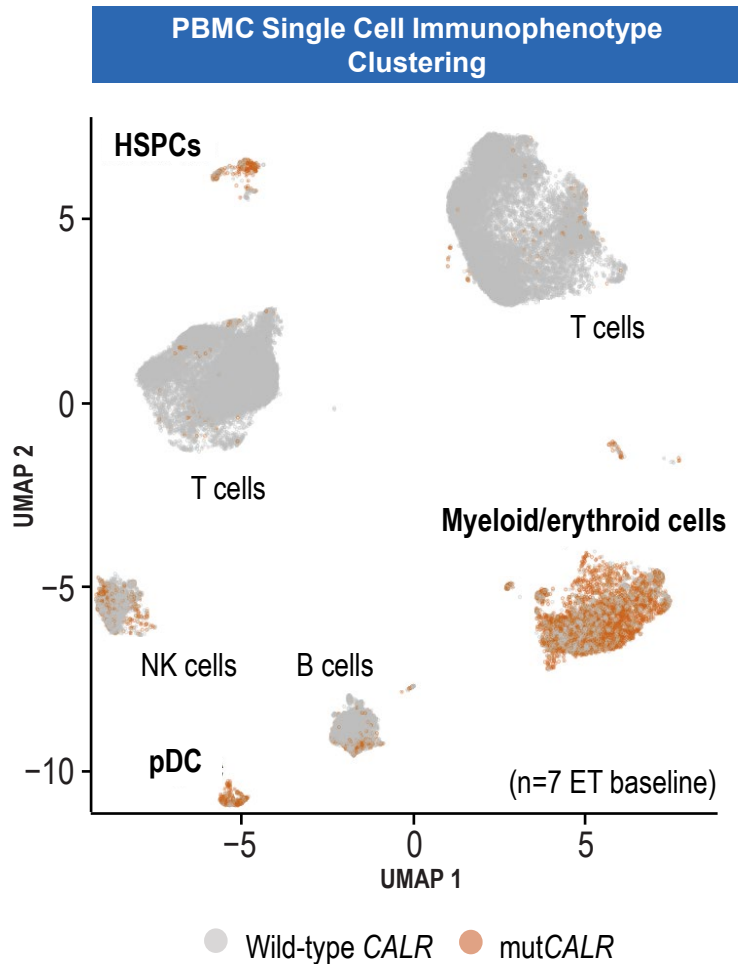 PBMC Single Cell Immunophenotype
Clustering
HSPCs
5
T cells
0
T cells
UMAP 2
Myeloid/erythroid cells
−5
NK cells
B cells
pDC
−10
(n=7 ET baseline)
−5
0
5
UMAP 1
Wild-type CALR
mutCALR